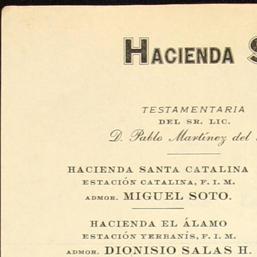 HACIENDA
TESTAMENTARIA
DEL SR. LIC.
D. Pablo Martínez del
HACIENDA SANTA CATALINA
ESTACIÓN CATALINA, F. I. M.
ADMOR. MIGUEL SOTO.
HACIENDA EL ÁLAMO
ESTACIÓN YERBANÍS, F. I. M.
ADMOR. DIONISIO SALAS H.